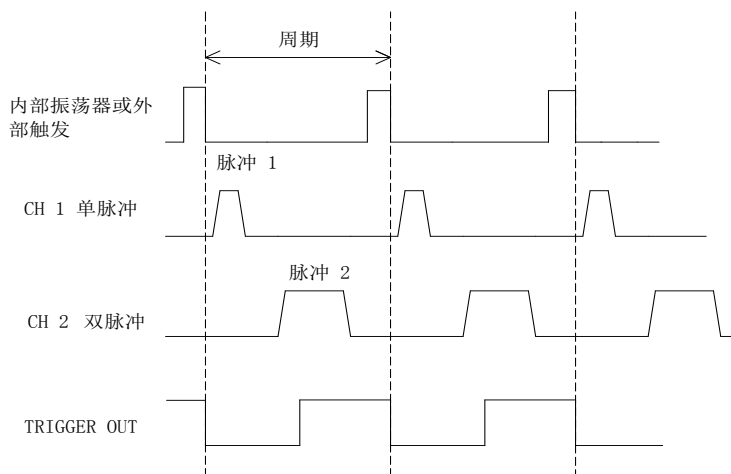 周期
内部振荡器或外
部触发
脉冲 1
CH 1 单脉冲
脉冲 2
CH 2 双脉冲
TRIGGER OUT